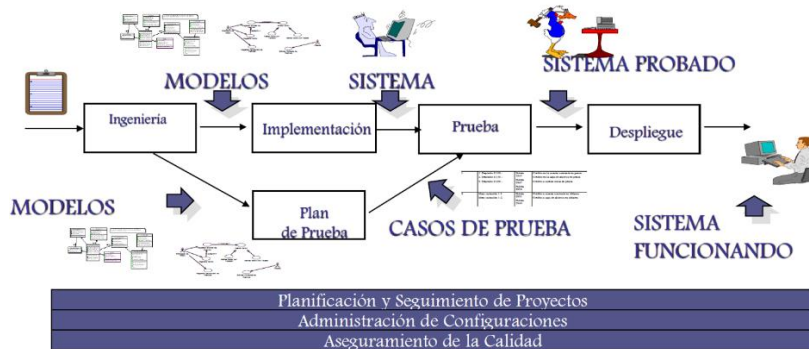 MODELOS
SISTEMA
SISTEMA PROBADO
Ingeniería
Implementación
Prueba
Despliegue
MODELOS
Plan
de Prueba
CASOS DE PRUEBA
SISTEMA
FUNCIONANDO
Planificación y Seguimiento de Proyectos
Administración de Configuraciones
Aseguramiento de la Calidad